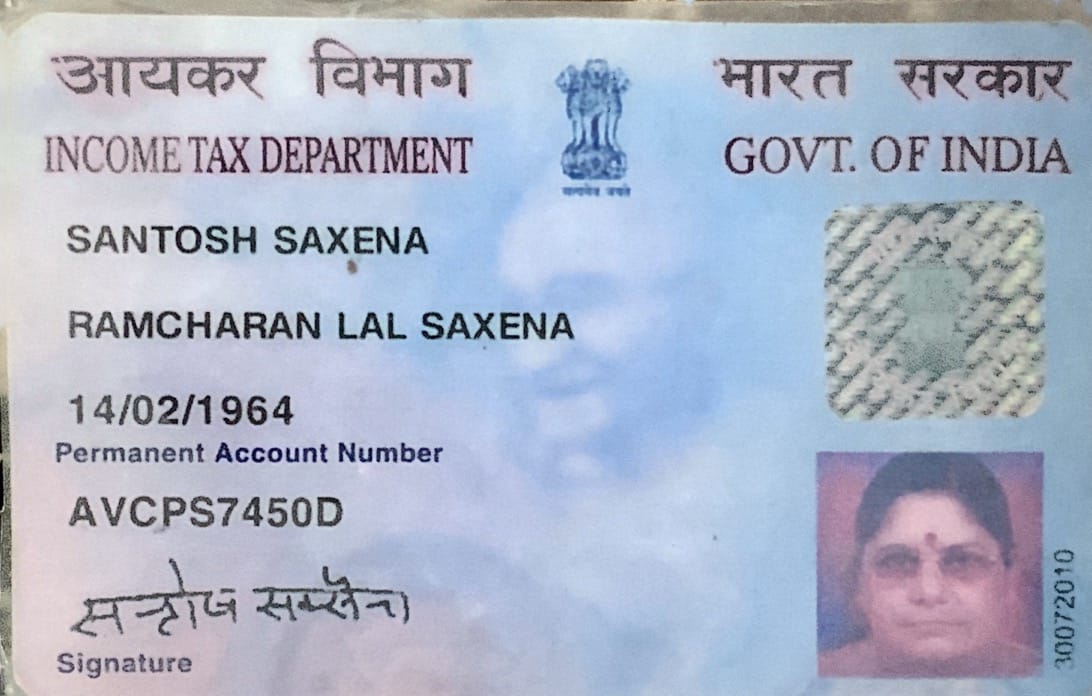 आयकर विभाग
INCOME TAX DEPARTMENT
सत्यमेव जयते
भारत सरकार
GOVT. OF INDIA
SANTOSH SAXENA
RAMCHARAN LAL SAXENA
14/02/1964
Permanent Account Number
AVCPS7450D
सन्तोष सक्सेना
Signature
30072010